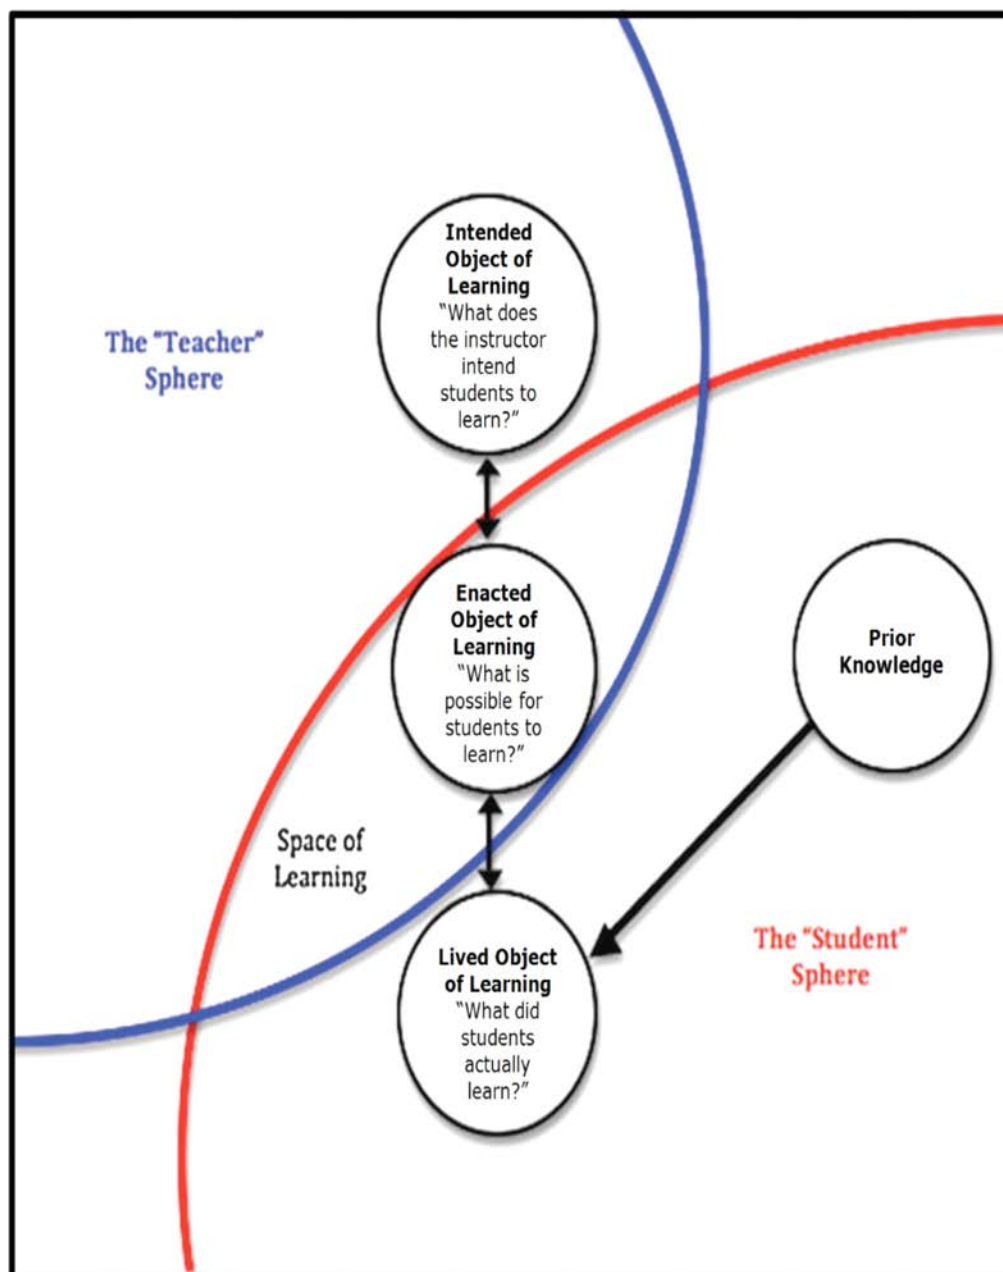 Intended
Object of
Learning
“What does
the instructor
intend
students to
learn?”
The "Teacher"
Sphere
Enacted
Object of
Learning
“What is
possible for
students to
learn?”
Prior
Knowledge
Space of
Learning
The "Student"
Sphere
Lived Object
of Learning
“What did
students
actually
learn?”